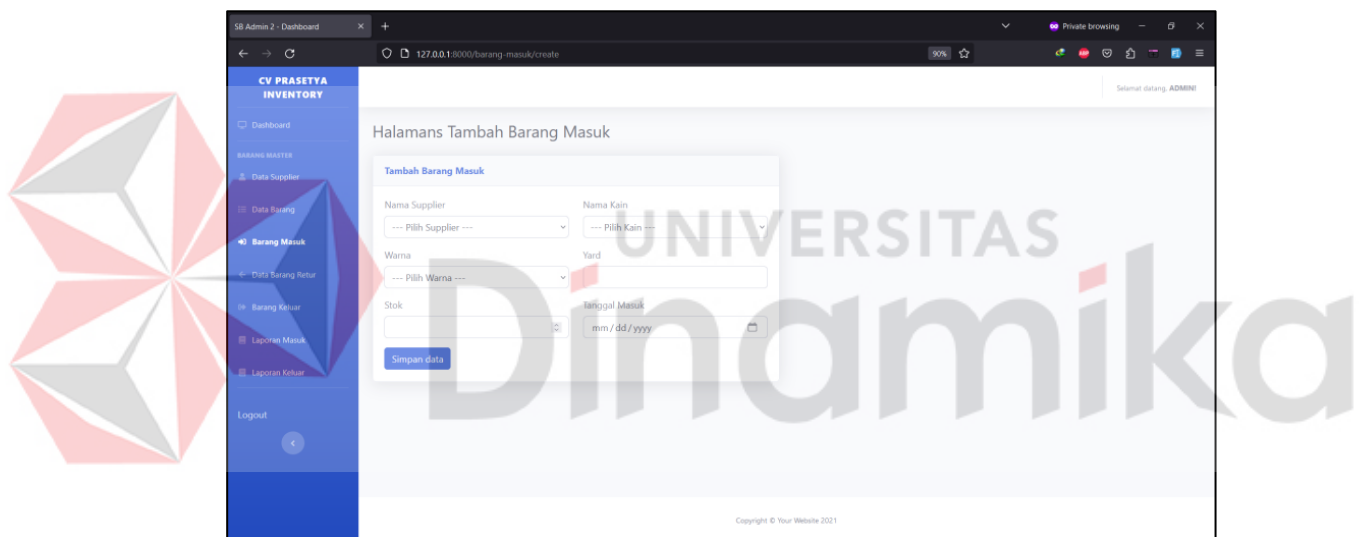 SB Admin 2 - Dashboard
Private browsing
127.0.0.1:8000/barang-masuk/create
90%
CV PRASETYA
INVENTORY
Selamat datang, ADMIN!
Dashboard
BARANG MASTER
Data Supplier
Data Barang
Barang Masuk
Data Barang Retur
Barang Keluar
Laporan Masuk
Laporan Keluar
Logout
Halamans Tambah Barang Masuk
Tambah Barang Masuk
Nama Supplier
Nama Kain
--- Pilih Supplier ---
--- Pilih Kain ---
Warna
Yard
--- Pilih Warna ---
Stok
Tanggal Masuk
mm / dd / yyyy
Simpan data
Copyright © Your Website 2021
UNIVERSITAS
Dinamika